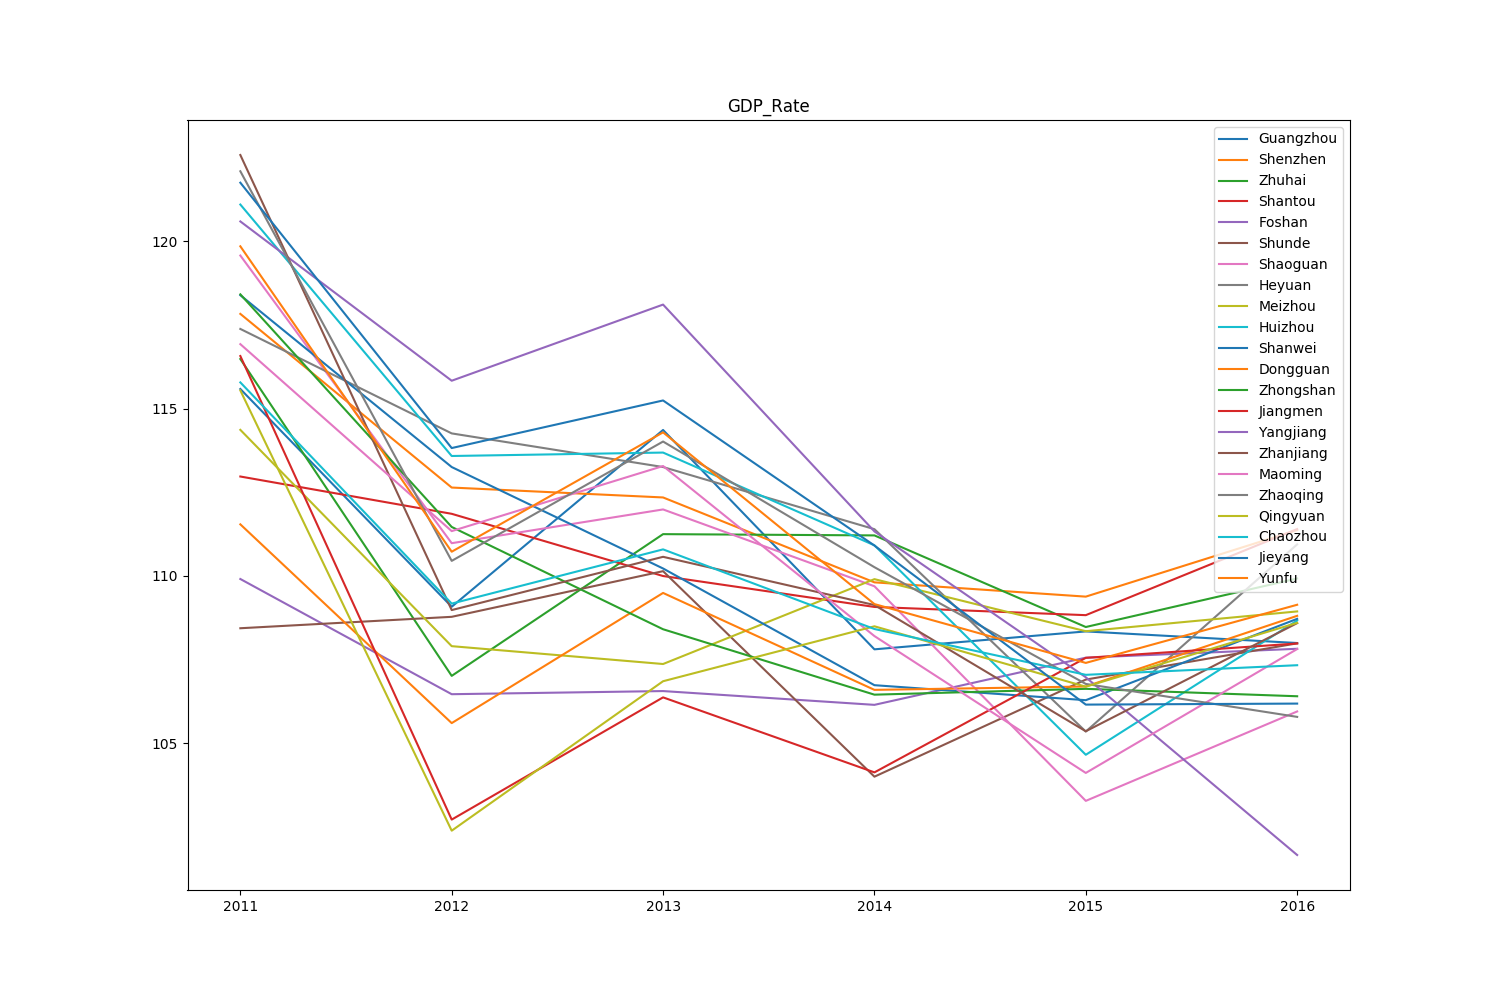 GDP_Rate
120
115
110
105
2011 2012 2013 2014 2015 2016
Guangzhou
Shenzhen
Zhuhai
Shantou
Foshan
Shunde
Shaoguan
Heyuan
Meizhou
Huizhou
Shanwei
Dongguan
Zhongshan
Jiangmen
Yangjiang
Zhanjiang
Maoming
Zhaoqing
Qingyuan
Chaozhou
Jieyang
Yunfu